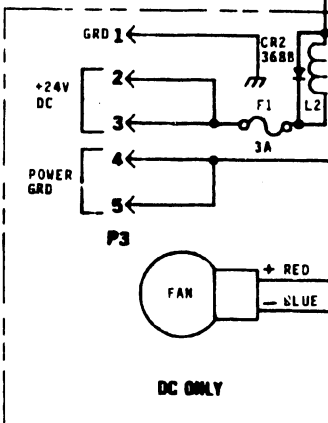 GRD 1
CR2
368B
2
+24V
DC
F1
3
L2
3A
4
POWER
GRD
5
P3
+ RED
FAN
- BLUE
DC ONLY